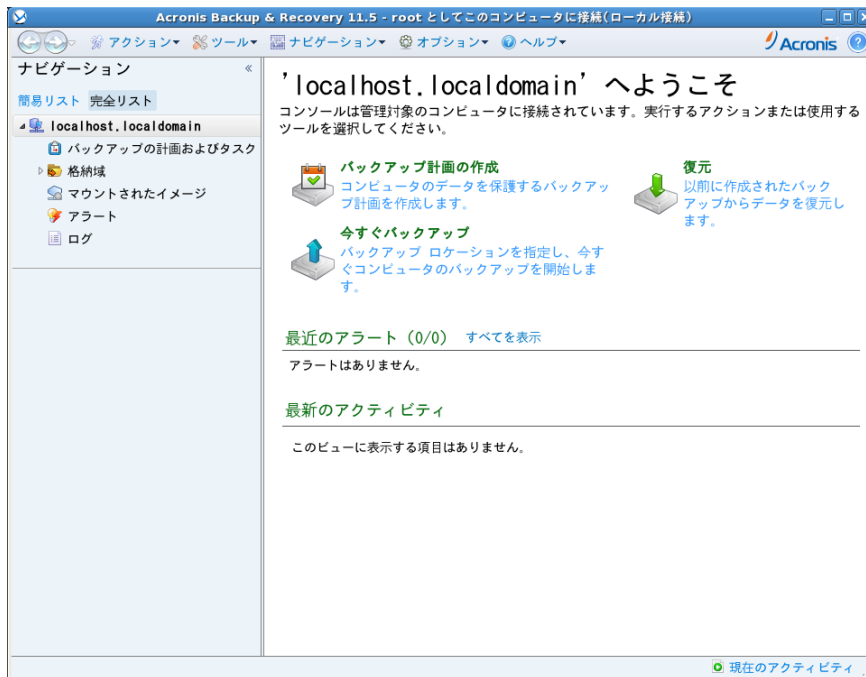 Acronis Backup & Recovery 11.5 - root としてこのコンピュータに接続(ローカル接続)
アクション ツール ナビゲーション オプション ヘルプ Acronis ?
ナビゲーション «
簡易リスト 完全リスト
localhost.localdomain
バックアップの計画およびタスク
格納域
マウントされたイメージ
アラート
ログ
'localhost.localdomain' へようこそ
コンソールは管理対象のコンピュータに接続されています。実行するアクションまたは使用する
ツールを選択してください。
バックアップ計画の作成
コンピュータのデータを保護するバックアッ
プ計画を作成します。
復元
以前に作成されたバック
アップからデータを復元し
ます。
今すぐバックアップ
バックアップ ロケーションを指定し、今す
ぐコンピュータのバックアップを開始しま
す。
最近のアラート (0/0) すべてを表示
アラートはありません。
最新のアクティビティ
このビューに表示する項目はありません。
現在のアクティビティ